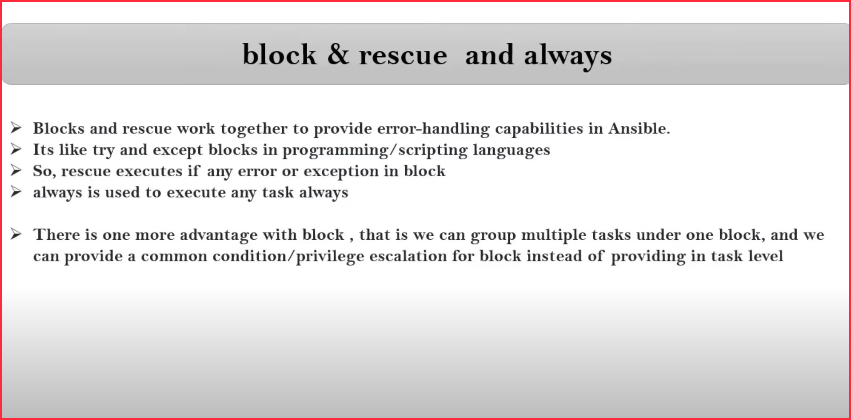 block & rescue and always
➢ Blocks and rescue work together to provide error-handling capabilities in Ansible.
➢ Its like try and except blocks in programming/scripting languages
➢ So, rescue executes if any error or exception in block
➢ always is used to execute any task always
➢ There is one more advantage with block , that is we can group multiple tasks under one block, and we
can provide a common condition/privilege escalation for block instead of providing in task level